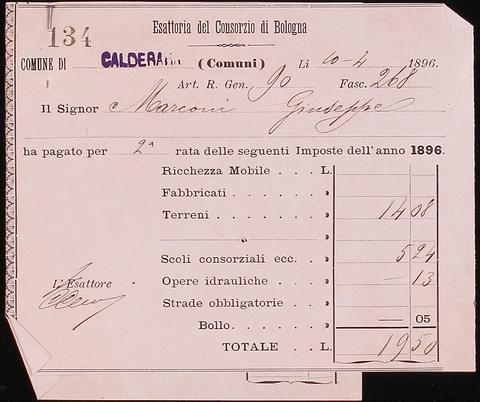 134
Esattoria del Consorzio di Bologna
COMUNE DI CALDERARA (Comuni) Li 10-4 1896.
Art. R. Gen. 90 Fasc. 268
Il Signor Marconi Giuseppe
ha pagato per 2a rata delle seguenti Imposte dell'anno 1896.
Ricchezza Mobile . . . L.
Fabbricati . . . . . »
Terreni . . . . . . » 14 08
» »
Scoli consorziali ecc. . » 5 24
Opere idrauliche . . . » — 13
Strade obbligatorie . . . »
L'Esattore
Bollo. . . . . » — 05
TOTALE . . L. 19 50